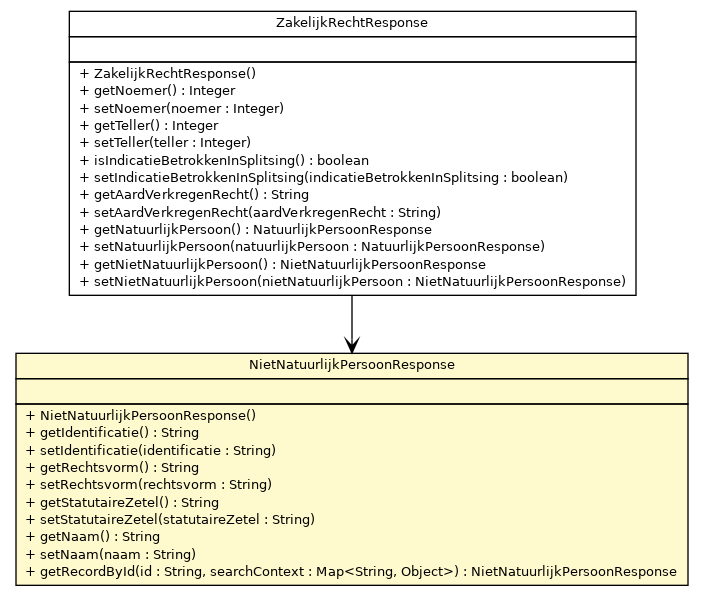 ZakelijkRechtResponse
+ ZakelijkRechtResponse()
+ getNoemer() : Integer
+ setNoemer(noemer : Integer)
+ getTeller() : Integer
+ setTeller(teller : Integer)
+ isIndicatieBetrokkenInSplitsing() : boolean
+ setIndicatieBetrokkenInSplitsing(indicatieBetrokkenInSplitsing : boolean)
+ getAardVerkregenRecht() : String
+ setAardVerkregenRecht(aardVerkregenRecht : String)
+ getNatuurlijkPersoon() : NatuurlijkPersoonResponse
+ setNatuurlijkPersoon(natuurlijkPersoon : NatuurlijkPersoonResponse)
+ getNietNatuurlijkPersoon() : NietNatuurlijkPersoonResponse
+ setNietNatuurlijkPersoon(nietNatuurlijkPersoon : NietNatuurlijkPersoonResponse)
NietNatuurlijkPersoonResponse
+ NietNatuurlijkPersoonResponse()
+ getIdentificatie() : String
+ setIdentificatie(identificatie : String)
+ getRechtsvorm() : String
+ setRechtsvorm(rechtsvorm : String)
+ getStatutaireZetel() : String
+ setStatutaireZetel(statutaireZetel : String)
+ getNaam() : String
+ setNaam(naam : String)
+ getRecordById(id : String, searchContext : Map<String, Object>) : NietNatuurlijkPersoonResponse